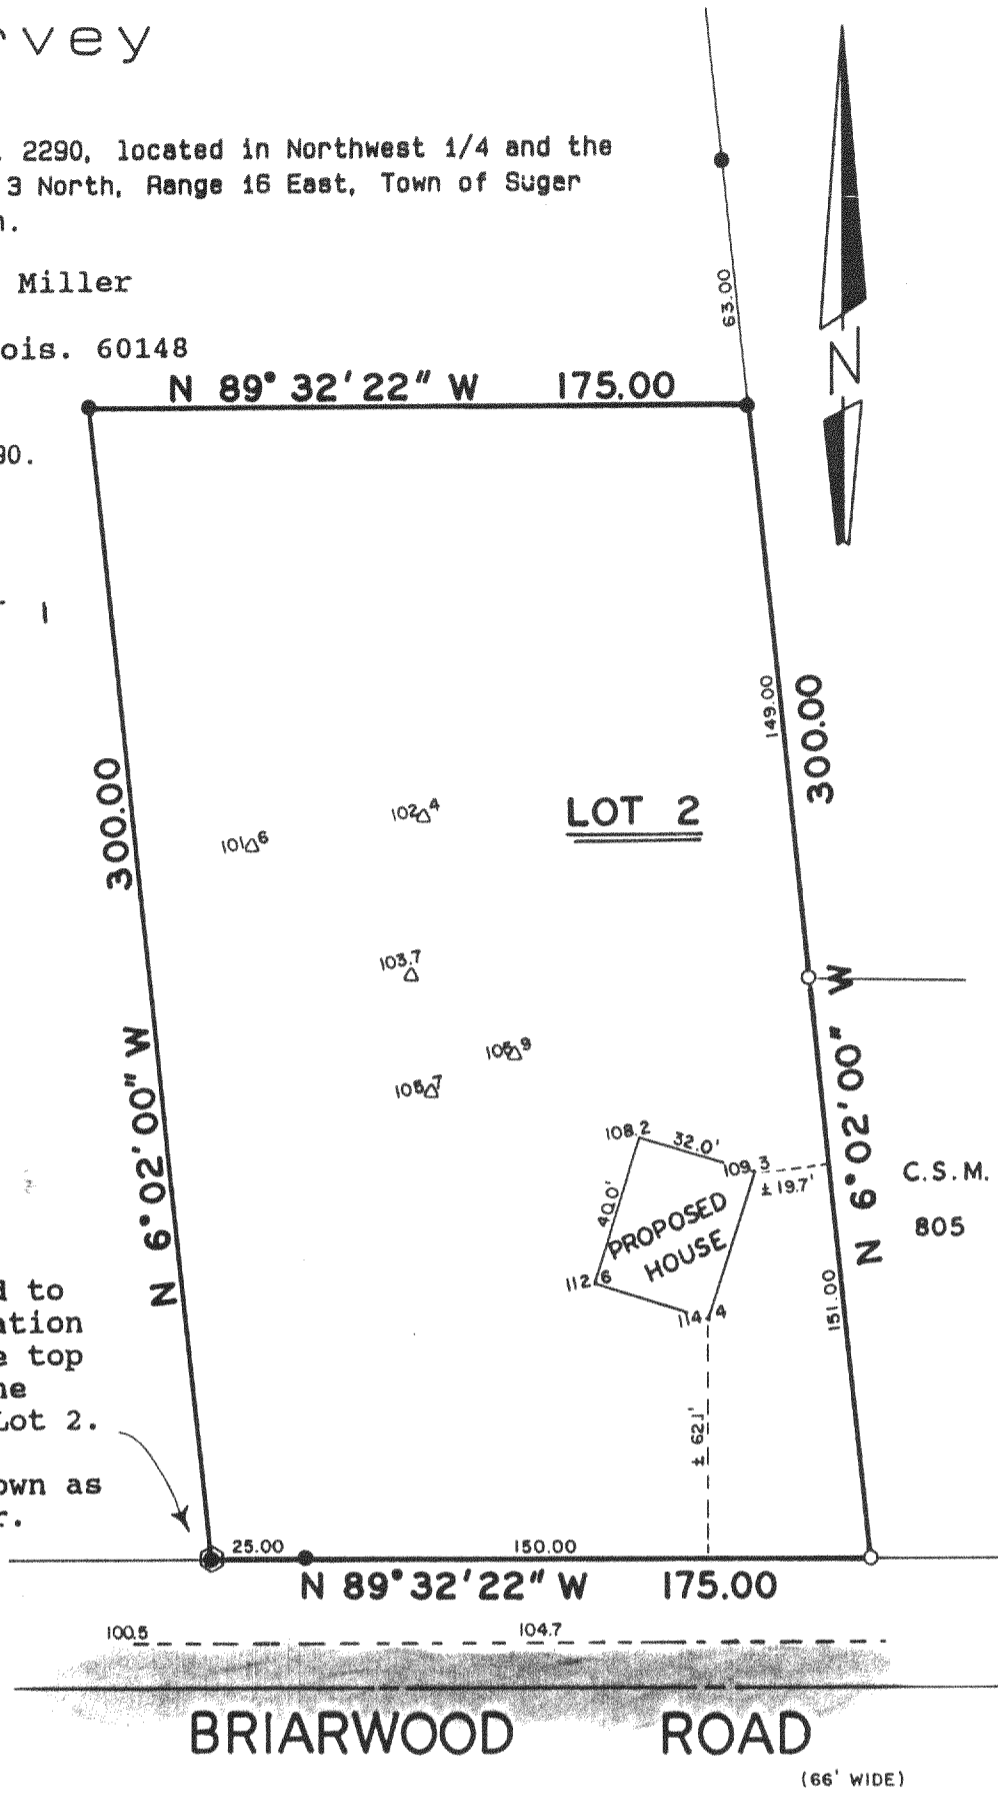 rvey
. 2290, located in Northwest 1/4 and the
3 North, Range 16 East, Town of Suger
n.
Miller
ois. 60148
90.
63.00
N
N 89° 32' 22" W 175.00
1
149.00
300.00
300.00
LOT 2
102.4
101.6
103.7
105.9
105.7
N 6° 02' 00" W
N 6° 02' 00" W
108.2
32.0'
109.3
± 19.7'
40.0'
PROPOSED
HOUSE
112.6
114.4
C.S.M.
805
151.00
± 62.1'
d to
ation
e top
he
Lot 2.
own as
r.
25.00
150.00
N 89° 32' 22" W 175.00
100.5
104.7
BRIARWOOD ROAD
(66' WIDE)